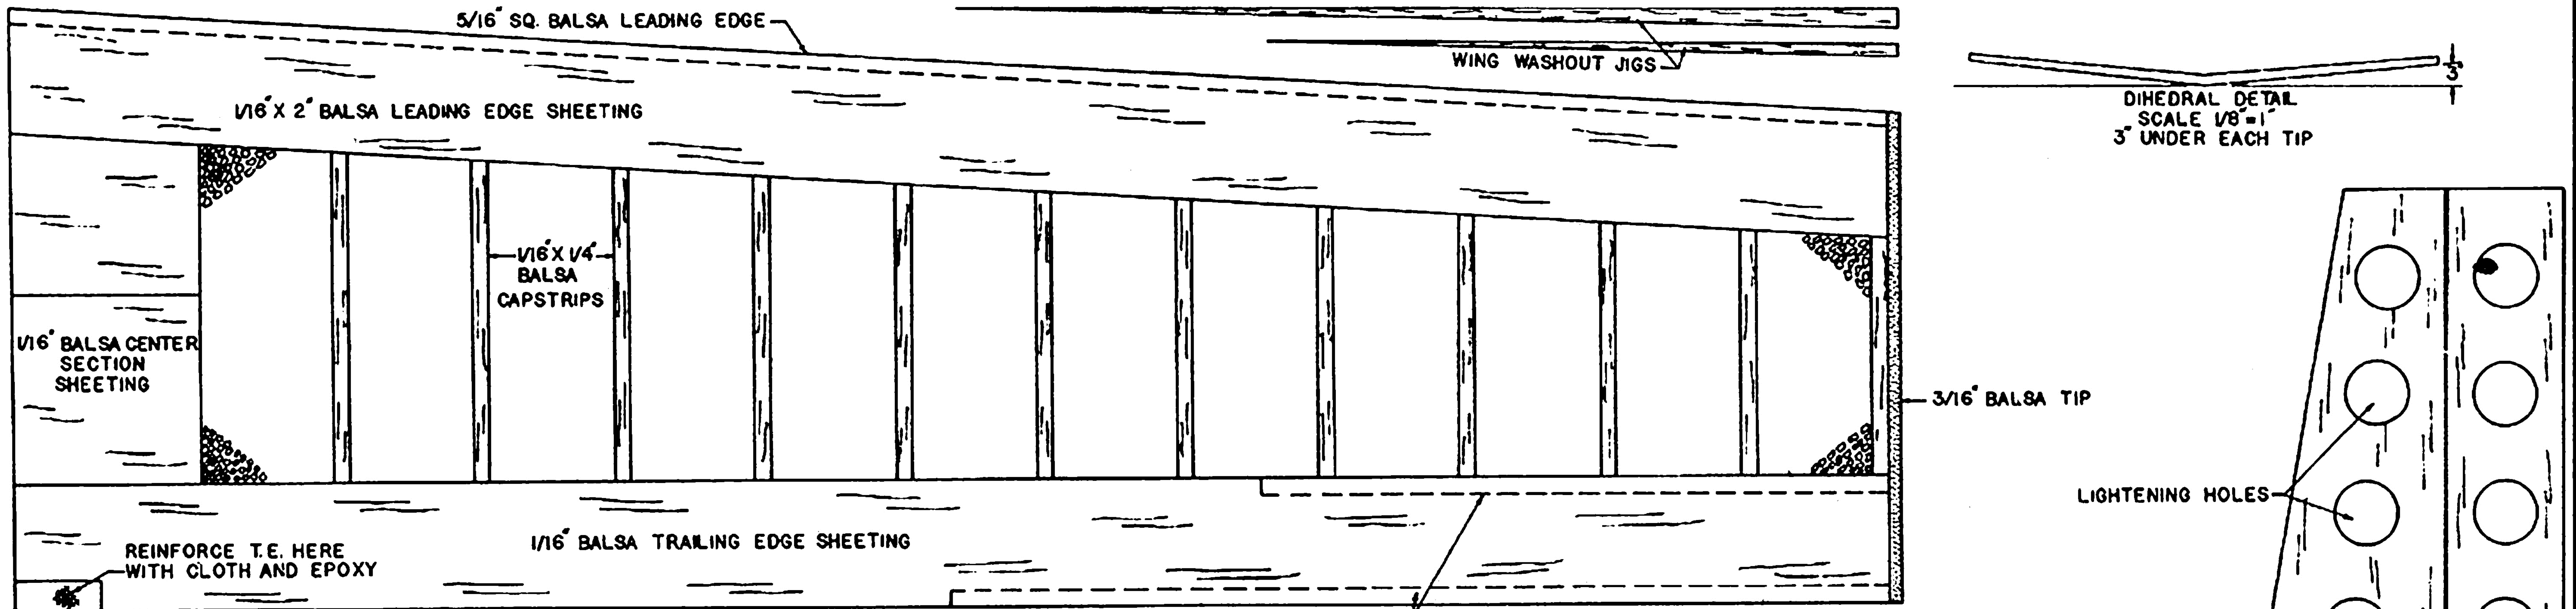 5/16" SQ. BALSA LEADING EDGE
WING WASHOUT JIGS
3"
DIHEDRAL DETAIL
SCALE 1/8"=1"
3" UNDER EACH TIP
1/16" X 2" BALSA LEADING EDGE SHEETING
1/16" X 1/4"
BALSA
CAPSTRIPS
1/16" BALSA CENTER
SECTION
SHEETING
3/16" BALSA TIP
LIGHTENING HOLES
1/16" BALSA TRAILING EDGE SHEETING
REINFORCE T.E. HERE
WITH CLOTH AND EPOXY